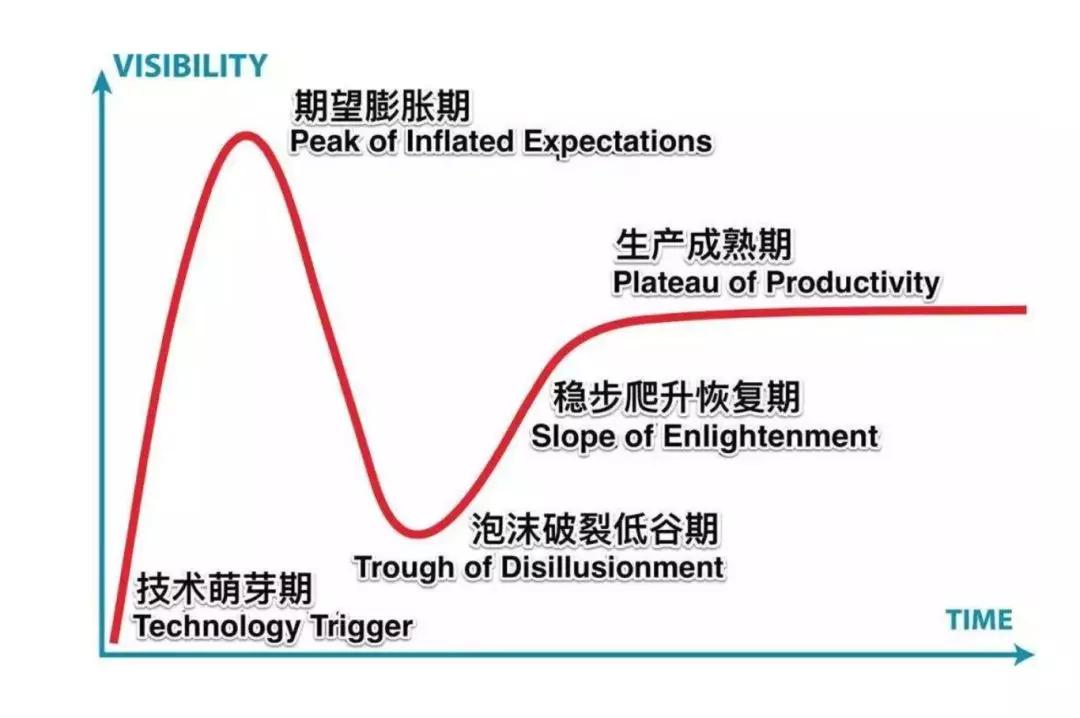 VISIBILITY
期望膨胀期
Peak of Inflated Expectations
生产成熟期
Plateau of Productivity
稳步爬升恢复期
Slope of Enlightenment
泡沫破裂低谷期
Trough of Disillusionment
技术萌芽期
Technology Trigger
TIME